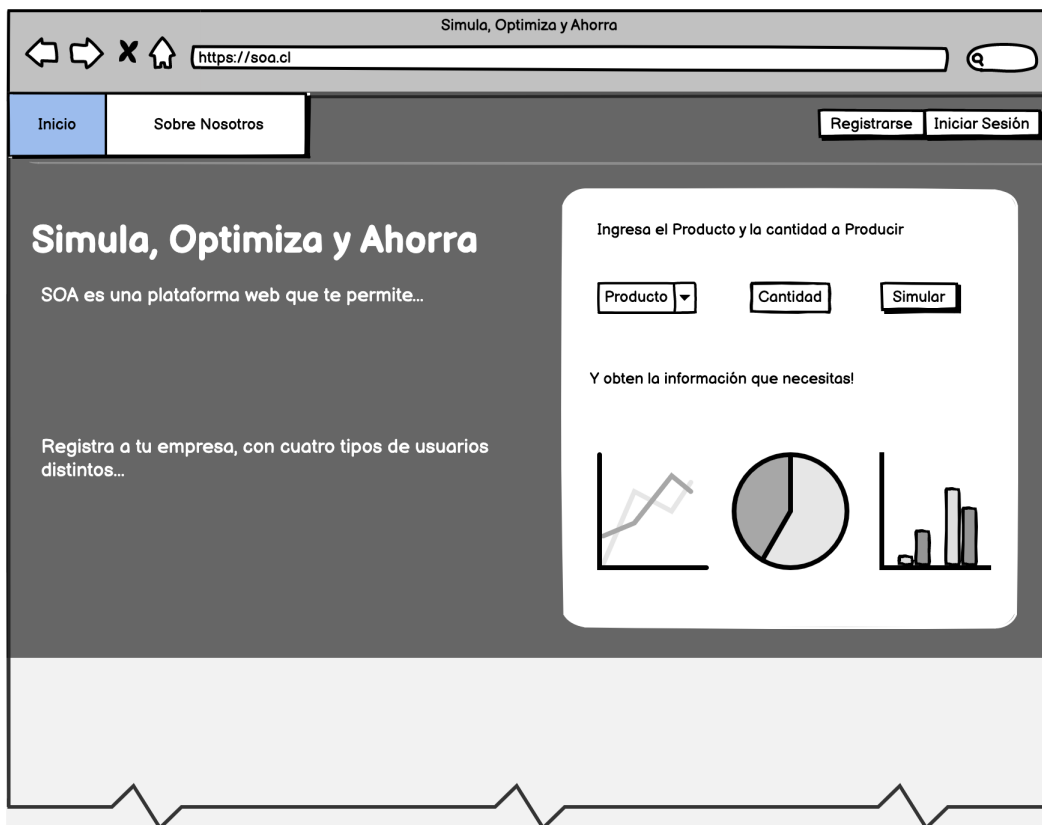 Simula, Optimiza y Ahorra
https://soa.cl
Inicio
Sobre Nosotros
Registrarse
Iniciar Sesión
Simula, Optimiza y Ahorra
SOA es una plataforma web que te permite...
Registra a tu empresa, con cuatro tipos de usuarios
distintos...
Ingresa el Producto y la cantidad a Producir
Producto
Cantidad
Simular
Y obten la información que necesitas!